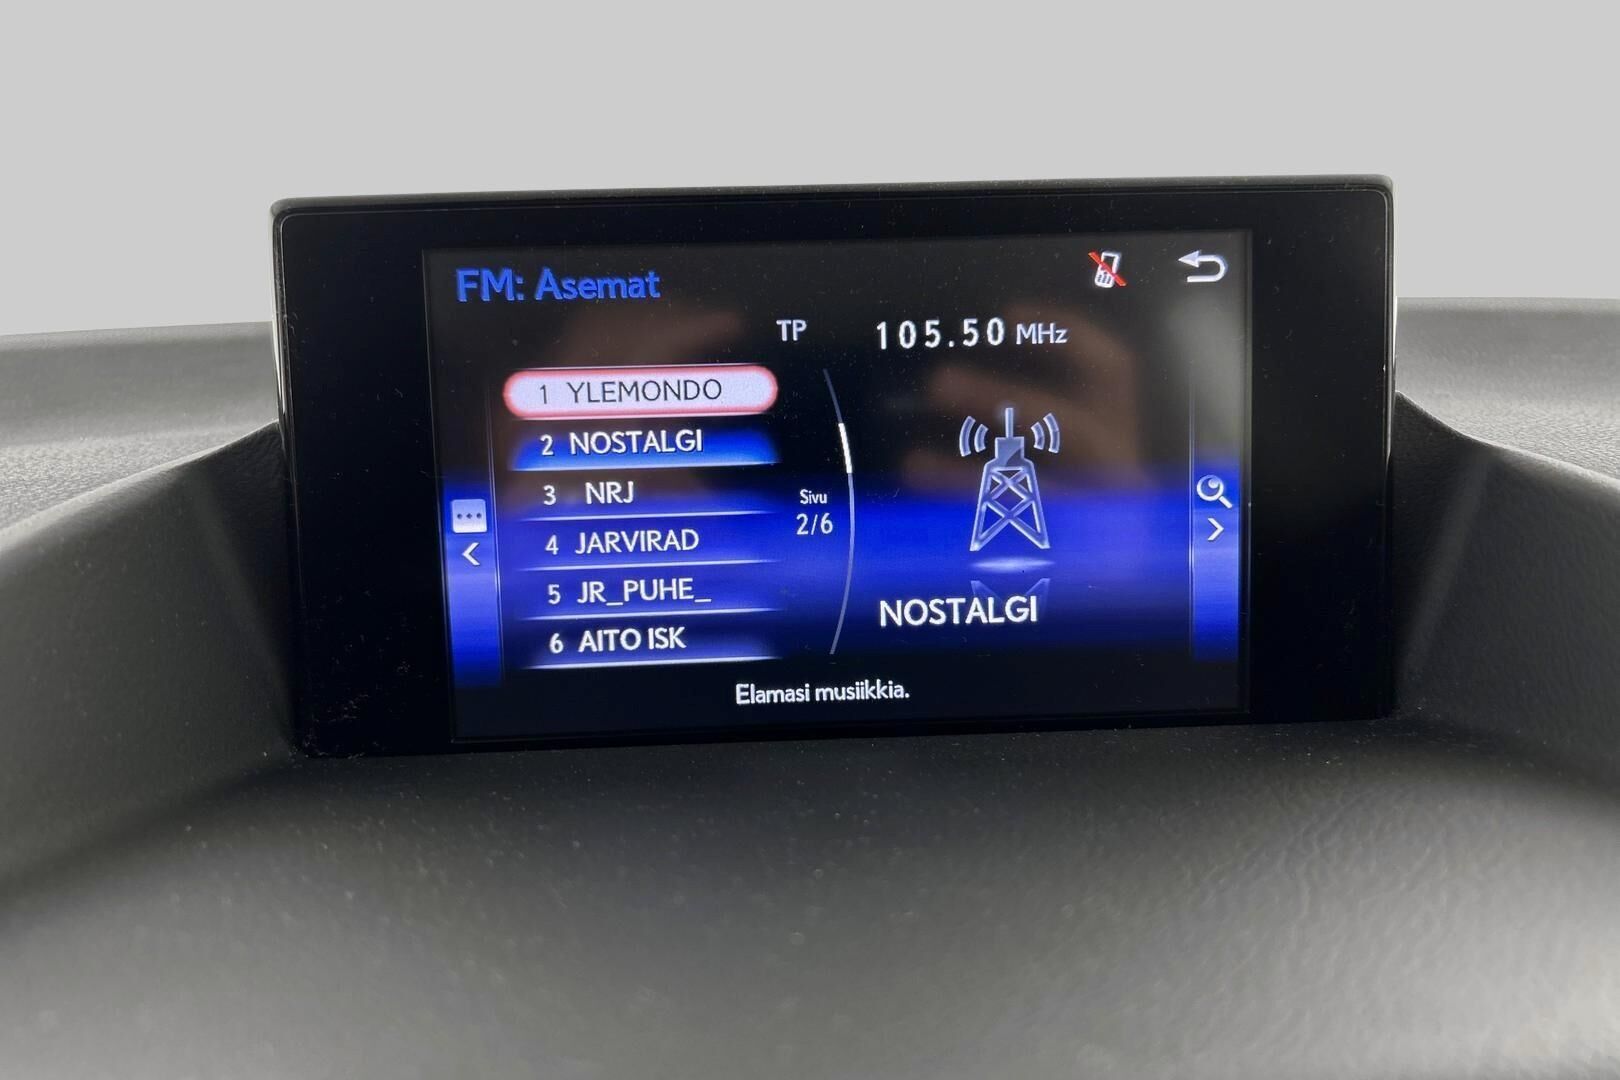 FM: Asemat
TP 105.50 MHz
1 YLEMONDO
2 NOSTALGI
3 NRJ
4 JARVIRAD
5 JR_PUHE_
6 AITO ISK
Sivu
2/6
NOSTALGI
Elamasi musiikkia.